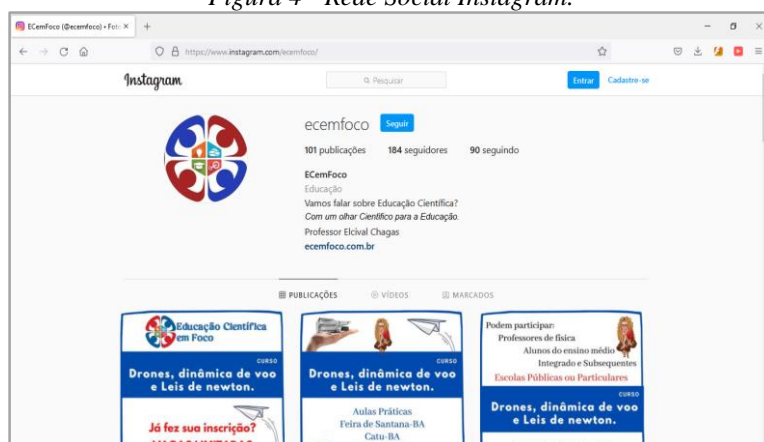 Figura 4 - Rede Social Instagram.
ECemFoco (@ecemfoco) • Foto
https://www.instagram.com/ecemfoco/
Instagram
Pesquisar
Entrar
Cadastre-se
ecemfoco
Seguir
101 publicações 184 seguidores 90 seguindo
ECemFoco
Educação
Vamos falar sobre Educação Científica?
Com um olhar Científico para a Educação.
Professor Elcival Chagas
ecemfoco.com.br
PUBLICAÇÕES VÍDEOS MARCADOS
Educação Científica
em Foco
CURSO
Drones, dinâmica de voo
e Leis de newton.
Já fez sua inscrição?
CURSO
Drones, dinâmica de voo
e Leis de newton.
Aulas Práticas
Feira de Santana-BA
Catu-BA
Podem participar:
Professores de física
Alunos do ensino médio
Integrado e Subsequentes
Escolas Públicas ou Particulares
CURSO
Drones, dinâmica de voo
e Leis de newton.